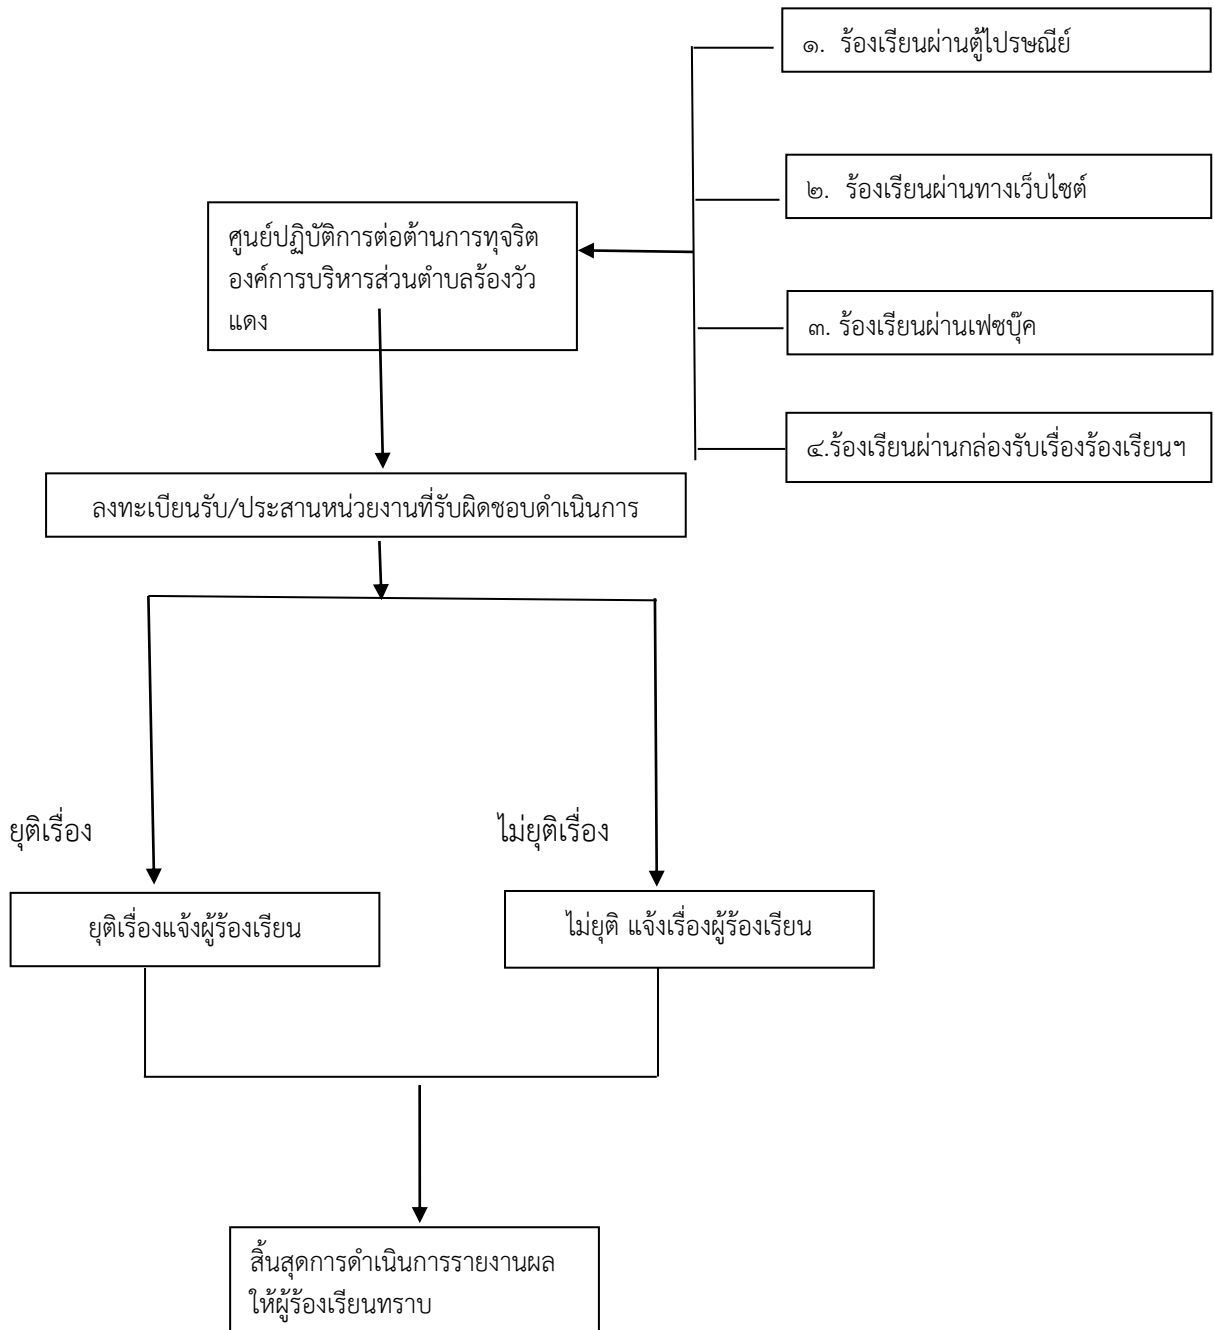 ๑. ร้องเรียนผ่านตู้ไปรษณีย์
๒. ร้องเรียนผ่านทางเว็บไซต์
ศูนย์ปฏิบัติการต่อต้านการทุจริต
องค์การบริหารส่วนตำบลร้องวัว
แดง
๓. ร้องเรียนผ่านเฟซบุ๊ค
๔.ร้องเรียนผ่านกล่องรับเรื่องร้องเรียนฯ
ลงทะเบียนรับ/ประสานหน่วยงานที่รับผิดชอบดำเนินการ
ยุติเรื่อง
ไม่ยุติเรื่อง
ยุติเรื่องแจ้งผู้ร้องเรียน
ไม่ยุติ แจ้งเรื่องผู้ร้องเรียน
สิ้นสุดการดำเนินการรายงานผล
ให้ผู้ร้องเรียนทราบ